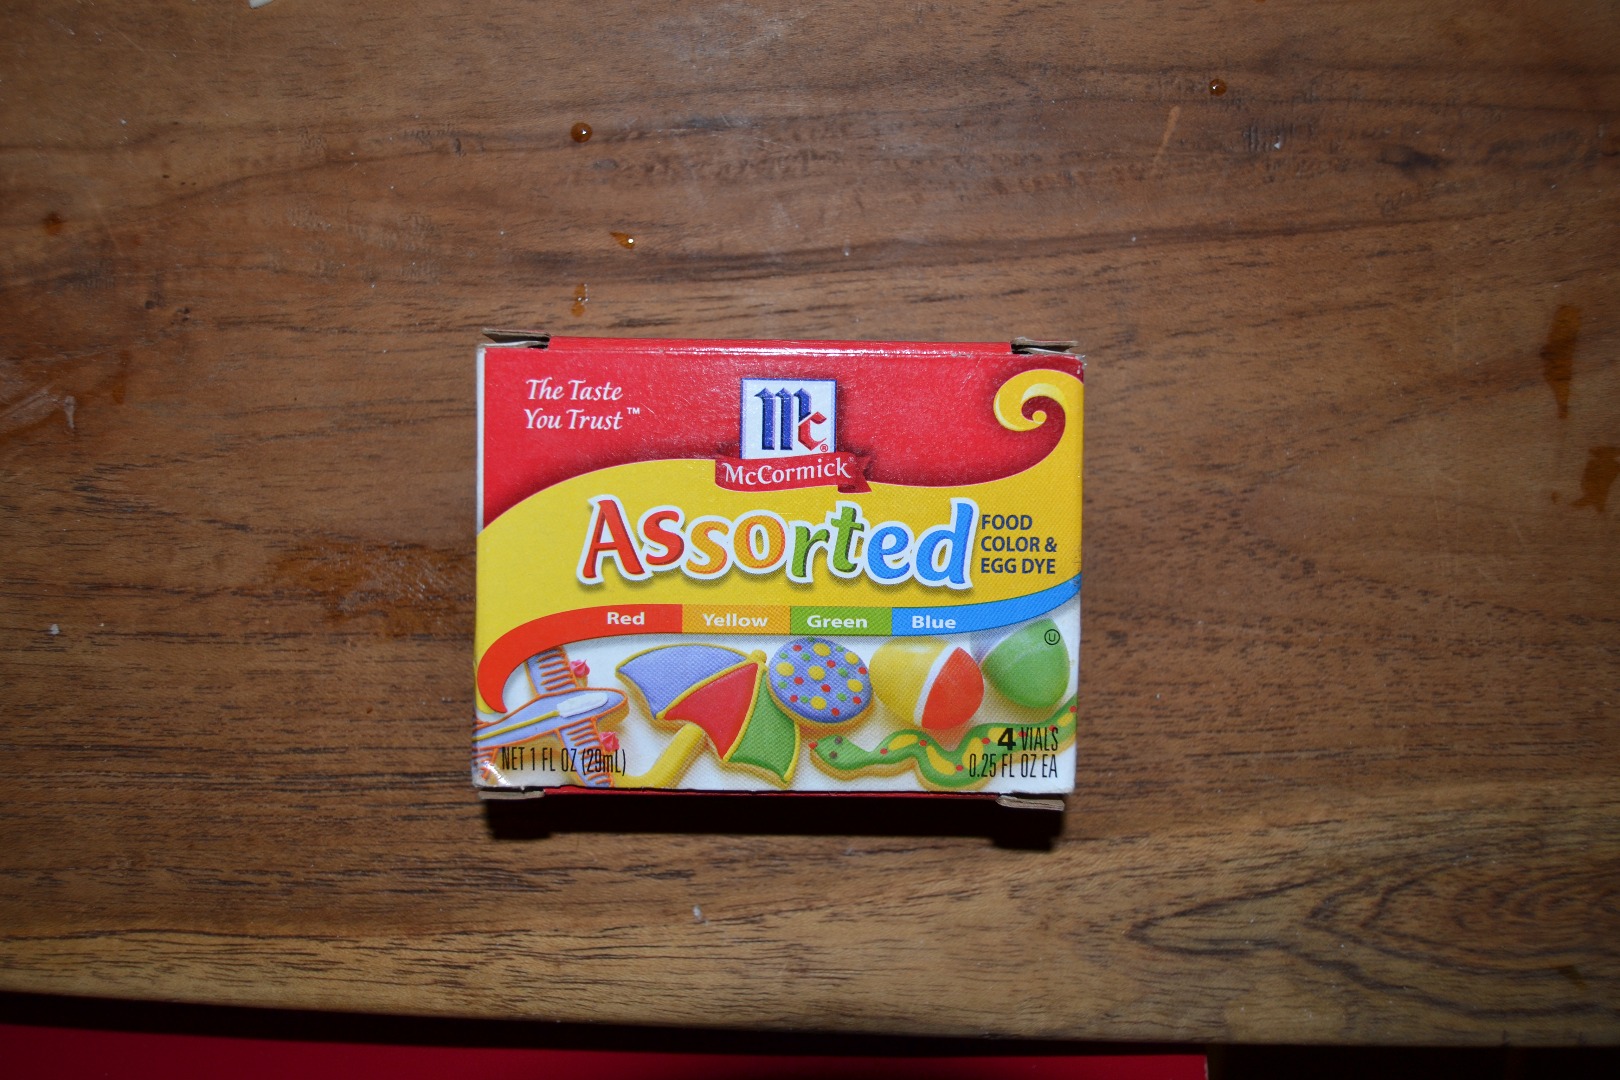 The Taste
You Trust™
Mc®
McCormick®
Assorted
FOOD
COLOR &
EGG DYE
Red Yellow Green Blue
U
NET 1 FL OZ (29mL)
4 VIALS
0.25 FL OZ EA